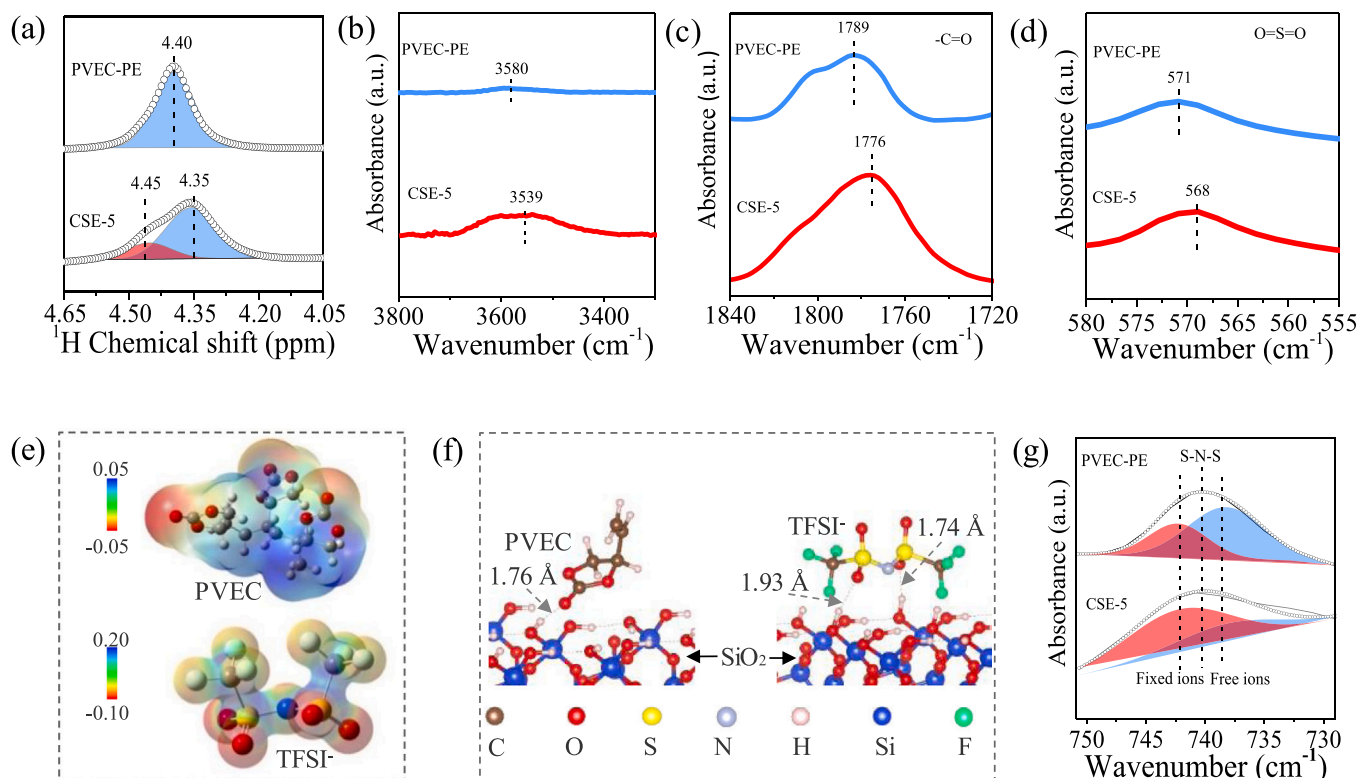 (a)
4.40
PVEC-PE
4.45
4.35
CSE-5
4.65 4.50 4.35 4.20 4.05
¹H Chemical shift (ppm)
(b)
Absorbance (a.u.)
PVEC-PE
3580
CSE-5
3539
3800 3600 3400
Wavenumber (cm⁻¹)
(c)
Absorbance (a.u.)
1789
-C=O
PVEC-PE
1776
CSE-5
1840 1800 1760 1720
Wavenumber (cm⁻¹)
(d)
Absorbance (a.u.)
O=S=O
PVEC-PE
571
CSE-5
568
580 575 570 565 560 555
Wavenumber (cm⁻¹)
(e)
0.05
-0.05
PVEC
0.20
-0.10
TFSI⁻
(f)
PVEC
1.76 Å
TFSI⁻
1.74 Å
1.93 Å
SiO₂
C O S N H Si F
(g)
Absorbance (a.u.)
PVEC-PE
S-N-S
CSE-5
Fixed ions Free ions
750 745 740 735 730
Wavenumber (cm⁻¹)